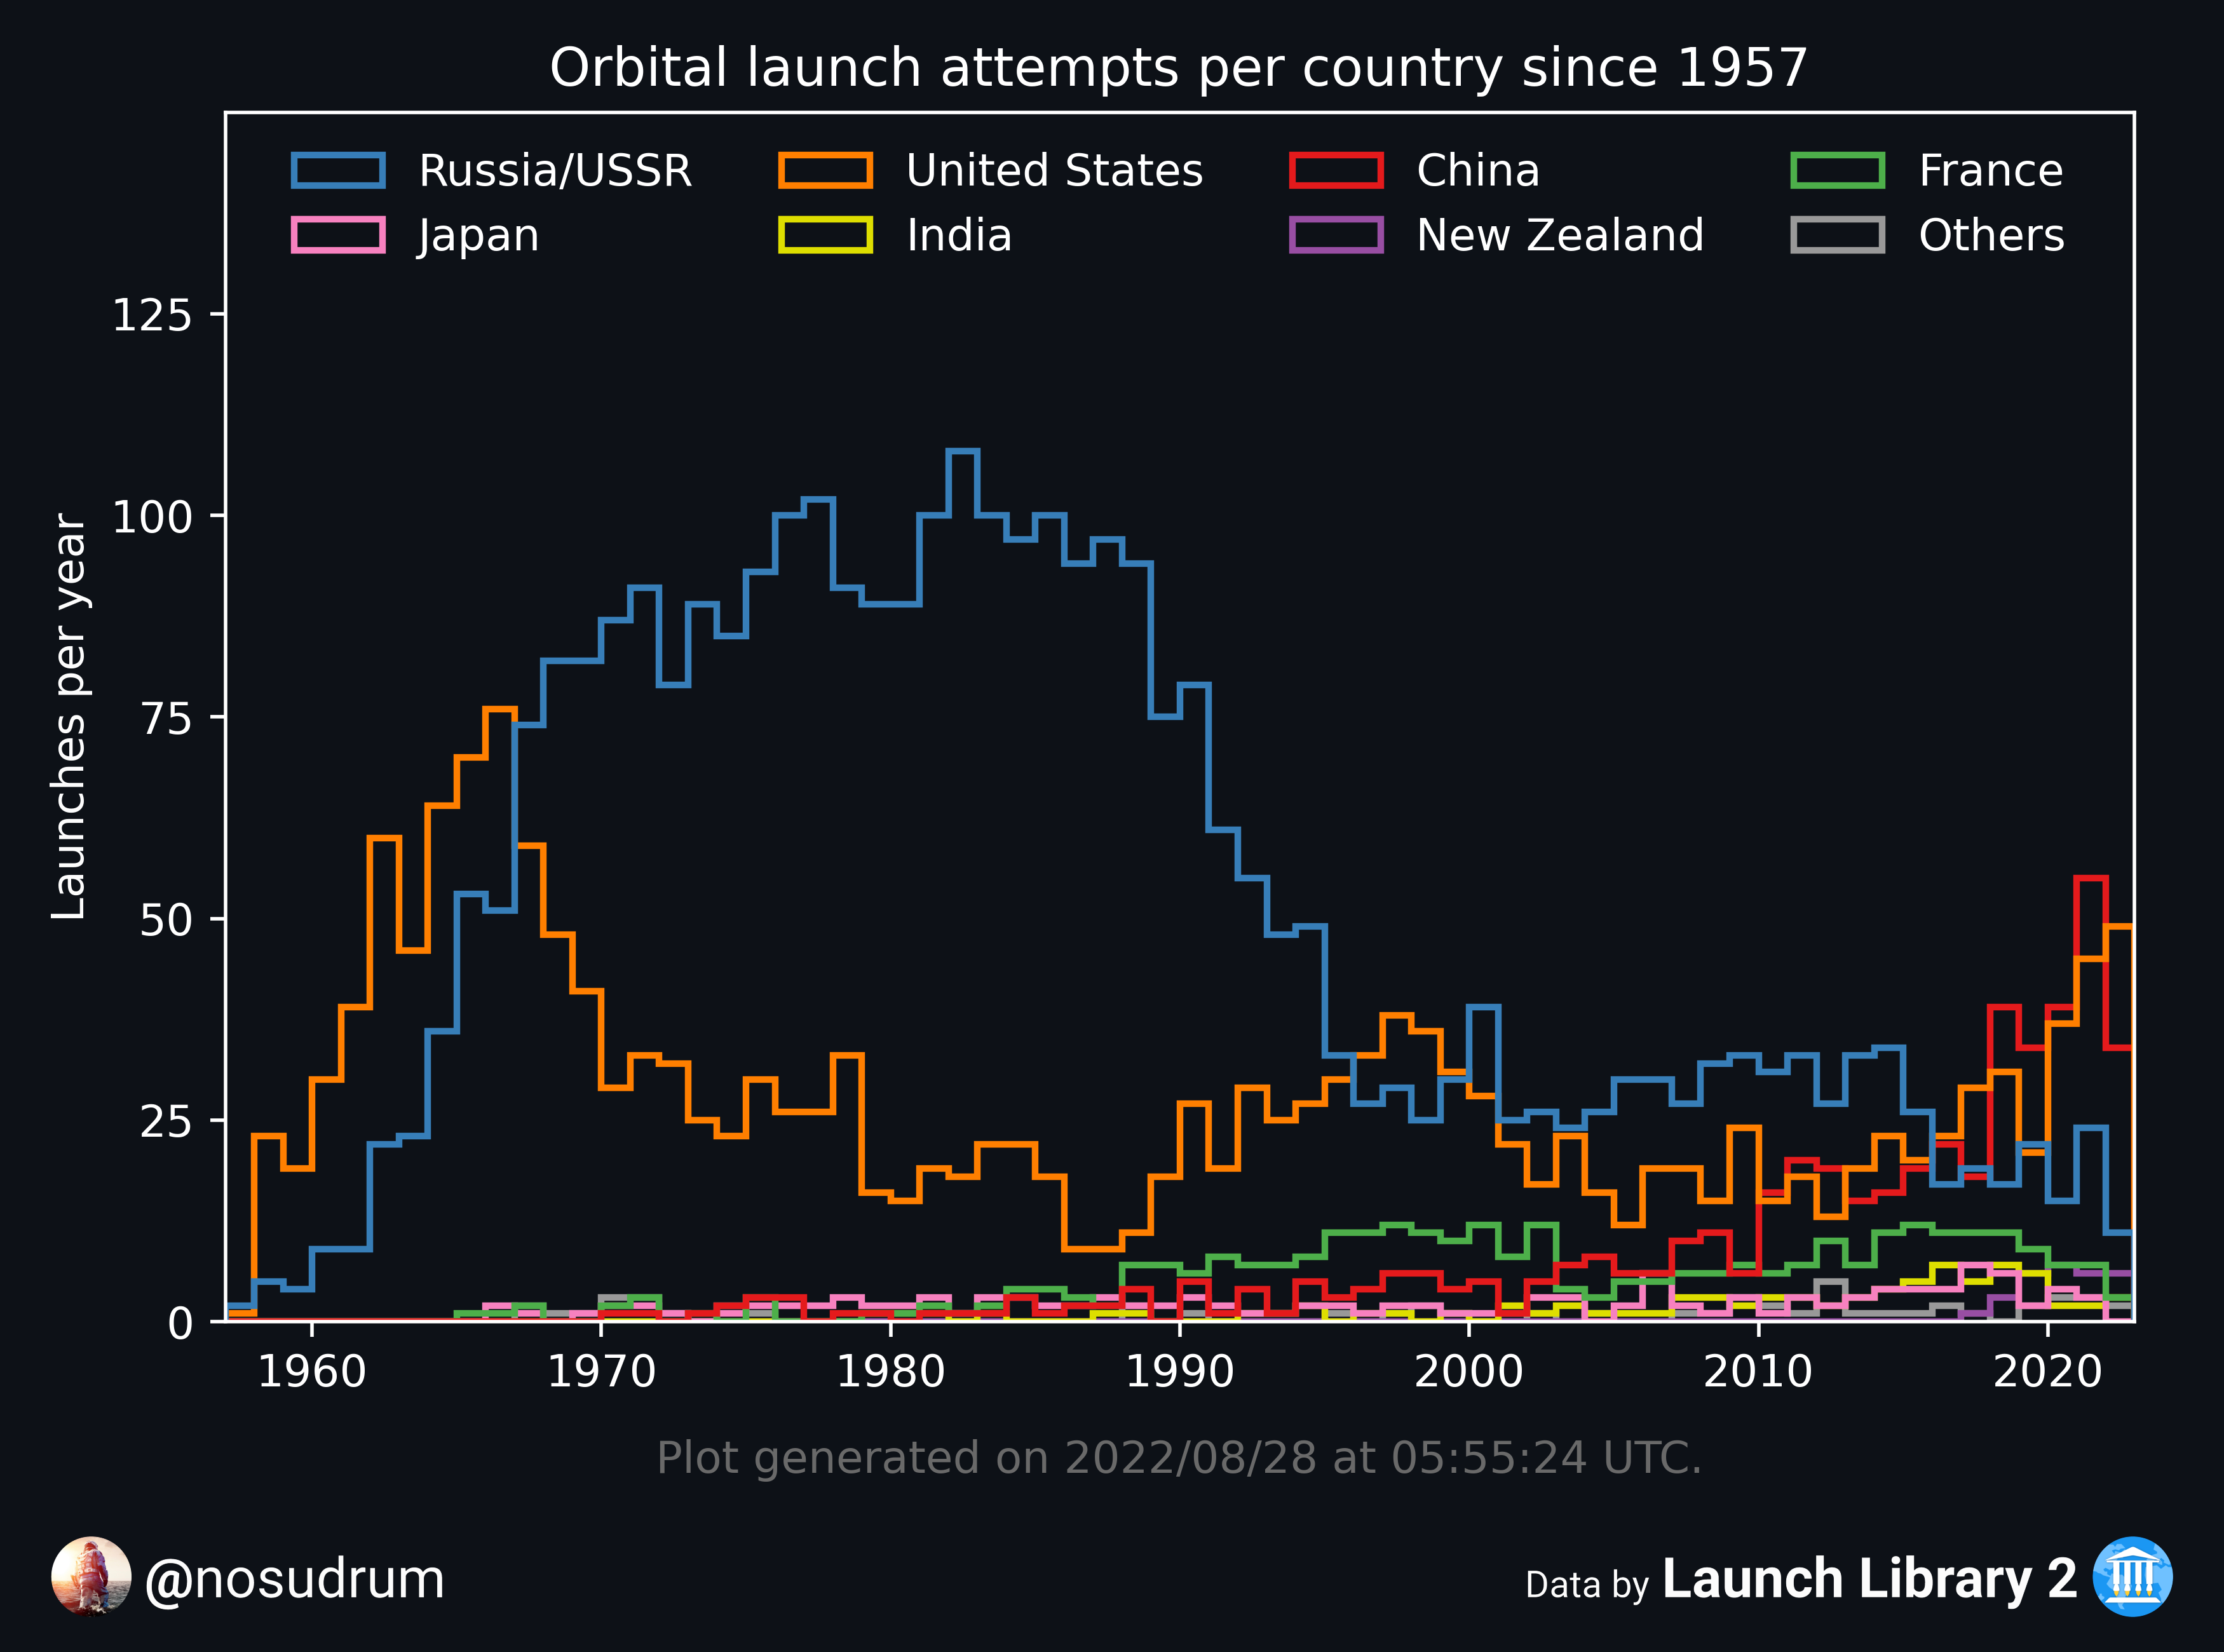 Orbital launch attempts per country since 1957
Russia/USSR United States China France
Japan India New Zealand Others
125
100
75
50
25
0
Launches per year
1960 1970 1980 1990 2000 2010 2020
Plot generated on 2022/08/28 at 05:55:24 UTC.
@nosudrum
Data by Launch Library 2